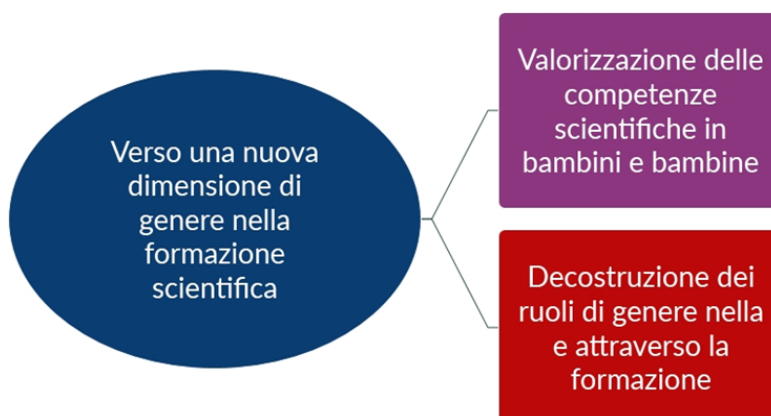 Verso una nuova
dimensione di
genere nella
formazione
scientifica
Valorizzazione delle
competenze
scientifiche in
bambini e bambine
Decostruzione dei
ruoli di genere nella
e attraverso la
formazione